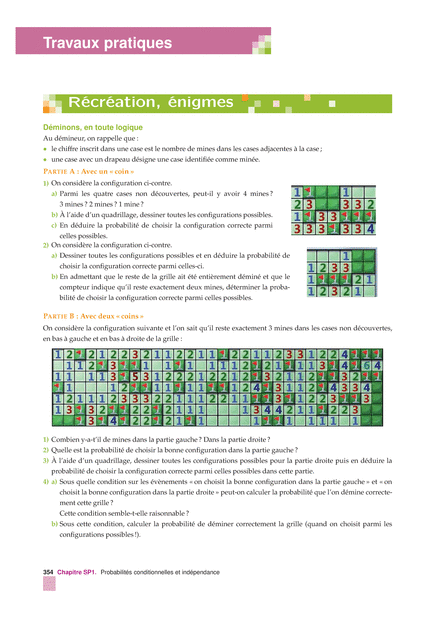 Travaux pratiques
Récréation, énigmes
Déminons, en toute logique
Au démineur, on rappelle que :
• le chiffre inscrit dans une case est le nombre de mines dans les cases adjacentes à la case ;
• une case avec un drapeau désigne une case identifiée comme minée.
PARTIE A : Avec un « coin »
1) On considère la configuration ci-contre.
a) Parmi les quatre cases non découvertes, peut-il y avoir 4 mines ?
3 mines ? 2 mines ? 1 mine ?
b) À l'aide d'un quadrillage, dessiner toutes les configurations possibles.
c) En déduire la probabilité de choisir la configuration correcte parmi
celles possibles.
2) On considère la configuration ci-contre.
a) Dessiner toutes les configurations possibles et en déduire la probabilité de
choisir la configuration correcte parmi celles-ci.
b) En admettant que le reste de la grille ait été entièrement déminé et que le
compteur indique qu'il reste exactement deux mines, déterminer la proba-
bilité de choisir la configuration correcte parmi celles possibles.
PARTIE B : Avec deux « coins »
On considère la configuration suivante et l'on sait qu'il reste exactement 3 mines dans les cases non découvertes,
en bas à gauche et en bas à droite de la grille :
1) Combien y-a-t'il de mines dans la partie gauche ? Dans la partie droite ?
2) Quelle est la probabilité de choisir la bonne configuration dans la partie gauche ?
3) À l'aide d'un quadrillage, dessiner toutes les configurations possibles pour la partie droite puis en déduire la
probabilité de choisir la configuration correcte parmi celles possibles dans cette partie.
4) a) Sous quelle condition sur les évènements « on choisit la bonne configuration dans la partie gauche » et « on
choisit la bonne configuration dans la partie droite » peut-on calculer la probabilité que l'on démine correcte-
ment cette grille ?
Cette condition semble-t-elle raisonnable ?
b) Sous cette condition, calculer la probabilité de déminer correctement la grille (quand on choisit parmi les
configurations possibles !).
354 Chapitre SP1. Probabilités conditionnelles et indépendance